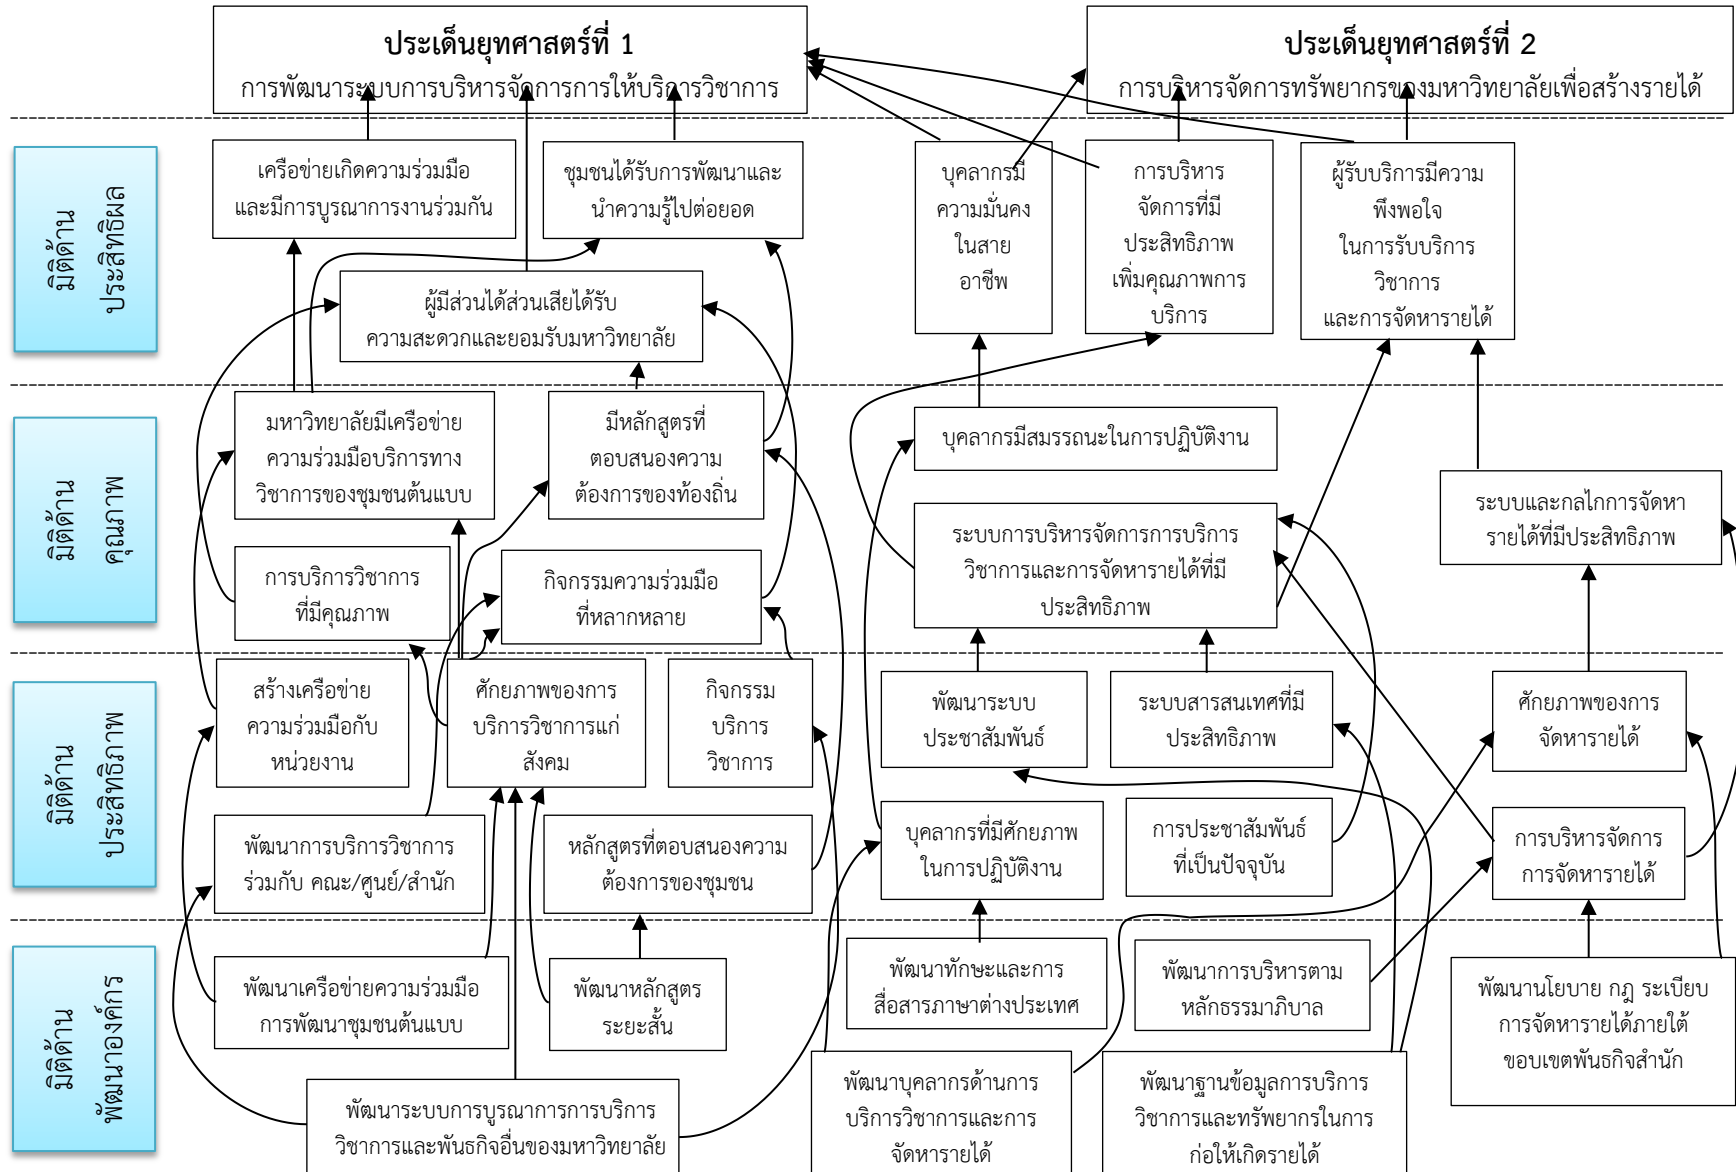 ประเด็นยุทศาสตร์ที่ 1
การพัฒนาระบบการบริหารจัดการการให้บริการวิชาการ
ประเด็นยุทศาสตร์ที่ 2
การบริหารจัดการทรัพยากรของมหาวิทยาลัยเพื่อสร้างรายได้
มิติด้าน
ประสิทธิผล
เครือข่ายเกิดความร่วมมือ
และมีการบูรณาการงานร่วมกัน
ชุมชนได้รับการพัฒนาและ
นำความรู้ไปต่อยอด
ผู้มีส่วนได้ส่วนเสียได้รับ
ความสะดวกและยอมรับมหาวิทยาลัย
บุคลากรมี
ความมั่นคง
ในสาย
อาชีพ
การบริหาร
จัดการที่มี
ประสิทธิภาพ
เพิ่มคุณภาพการ
บริการ
ผู้รับบริการมีความ
พึงพอใจ
ในการรับบริการ
วิชาการ
และการจัดหารายได้
มิติด้าน
คุณภาพ
มหาวิทยาลัยมีเครือข่าย
ความร่วมมือบริการทาง
วิชาการของชุมชนต้นแบบ
มีหลักสูตรที่
ตอบสนองความ
ต้องการของท้องถิ่น
การบริการวิชาการ
ที่มีคุณภาพ
กิจกรรมความร่วมมือ
ที่หลากหลาย
บุคลากรมีสมรรถนะในการปฏิบัติงาน
ระบบการบริหารจัดการการบริการ
วิชาการและการจัดหารายได้ที่มี
ประสิทธิภาพ
ระบบและกลไกการจัดหา
รายได้ที่มีประสิทธิภาพ
มิติด้าน
ประสิทธิภาพ
สร้างเครือข่าย
ความร่วมมือกับ
หน่วยงาน
ศักยภาพของการ
บริการวิชาการแก่
สังคม
กิจกรรม
บริการ
วิชาการ
พัฒนาระบบ
ประชาสัมพันธ์
ระบบสารสนเทศที่มี
ประสิทธิภาพ
ศักยภาพของการ
จัดหารายได้
พัฒนาการบริการวิชาการ
ร่วมกับ คณะ/ศูนย์/สำนัก
หลักสูตรที่ตอบสนองความ
ต้องการของชุมชน
บุคลากรที่มีศักยภาพ
ในการปฏิบัติงาน
การประชาสัมพันธ์
ที่เป็นปัจจุบัน
การบริหารจัดการ
การจัดหารายได้
มิติด้าน
พัฒนาองค์กร
พัฒนาเครือข่ายความร่วมมือ
การพัฒนาชุมชนต้นแบบ
พัฒนาหลักสูตร
ระยะสั้น
พัฒนาทักษะและการ
สื่อสารภาษาต่างประเทศ
พัฒนาการบริหารตาม
หลักธรรมาภิบาล
พัฒนานโยบาย กฎ ระเบียบ
การจัดหารายได้ภายใต้
ขอบเขตพันธกิจสำนัก
พัฒนาระบบการบูรณาการการบริการ
วิชาการและพันธกิจอื่นของมหาวิทยาลัย
พัฒนาบุคลากรด้านการ
บริการวิชาการและการ
จัดหารายได้
พัฒนาฐานข้อมูลการบริการ
วิชาการและทรัพยากรในการ
ก่อให้เกิดรายได้